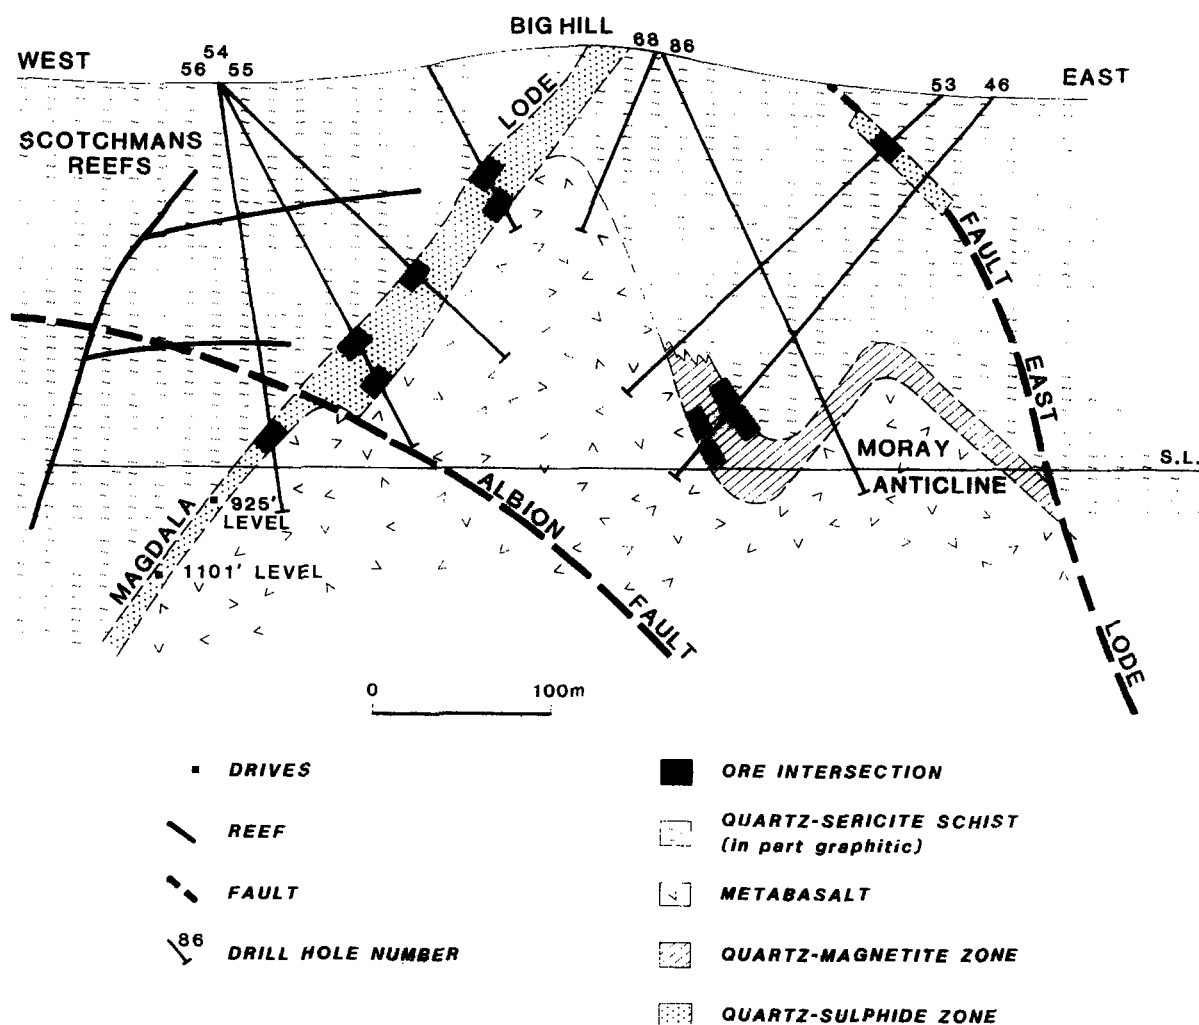 BIG HILL
68 86
WEST
54
56 55
EAST
53 46
LODE
SCOTCHMANS
REEFS
FAULT
EAST
LODE
MORAY
ANTICLINE
S.L.
ALBION
FAULT
MAGDALA
925'
LEVEL
1101' LEVEL
0 100m
DRIVES
REEF
FAULT
86
DRILL HOLE NUMBER
ORE INTERSECTION
QUARTZ-SERICITE SCHIST
(in part graphitic)
METABASALT
QUARTZ-MAGNETITE ZONE
QUARTZ-SULPHIDE ZONE